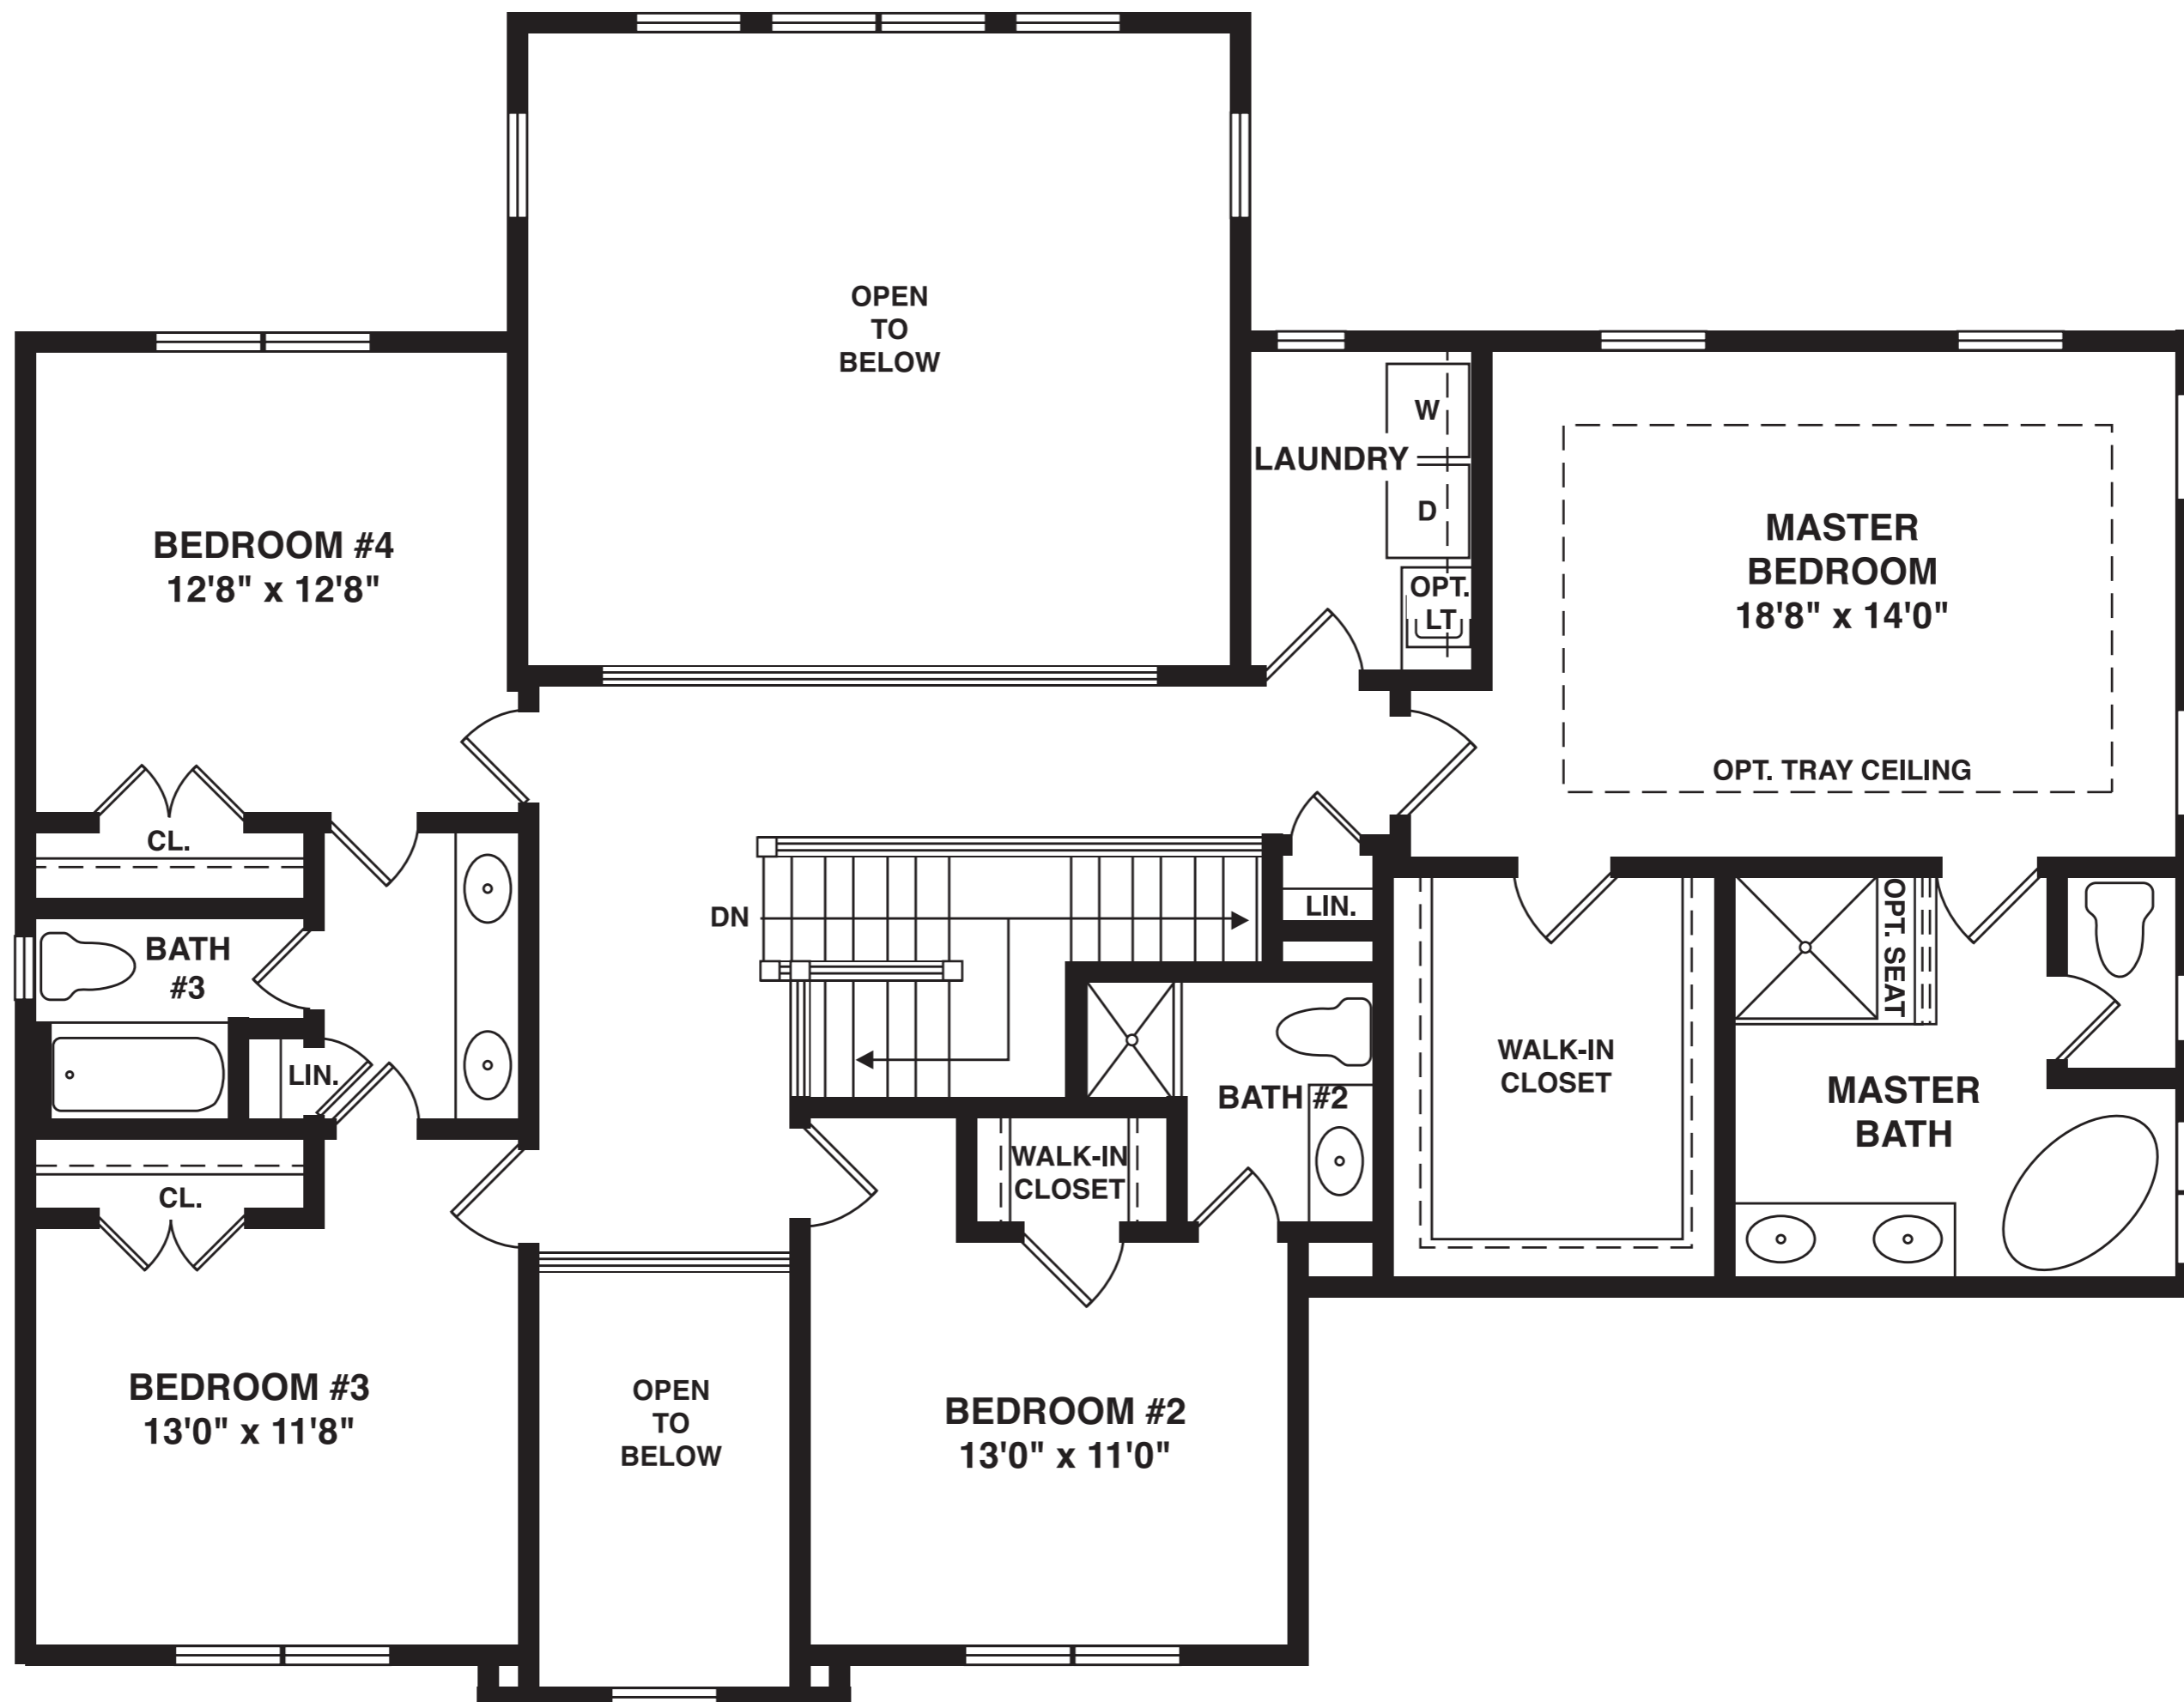 OPEN
TO
BELOW
W
LAUNDRY
D
OPT.
LT
MASTER
BEDROOM
18'8" x 14'0"
OPT. TRAY CEILING
BEDROOM #4
12'8" x 12'8"
CL.
BATH
#3
LIN.
CL.
DN
LIN.
BATH #2
WALK-IN
CLOSET
WALK-IN
CLOSET
OPT. SEAT
MASTER
BATH
BEDROOM #3
13'0" x 11'8"
OPEN
TO
BELOW
BEDROOM #2
13'0" x 11'0"